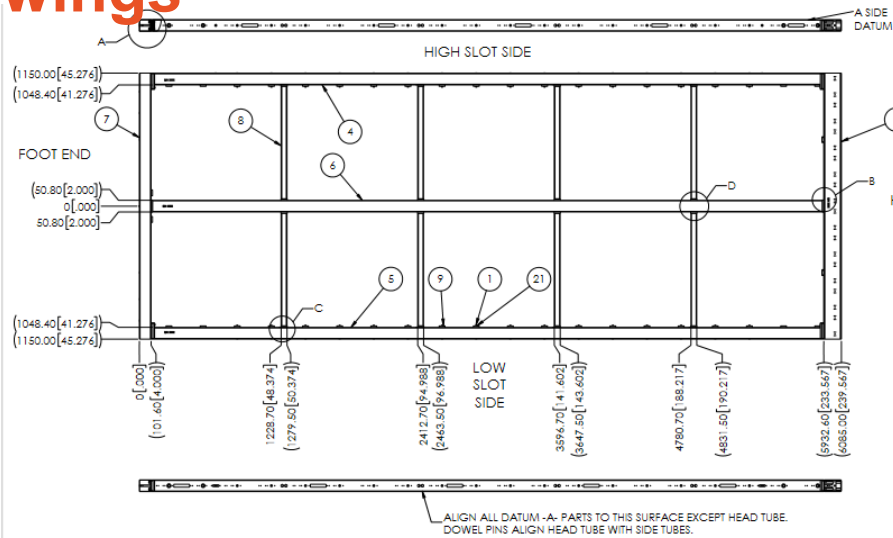 wings
A
A SIDE
DATUM
HIGH SLOT SIDE
(1150.00[45.276])
(1048.40[41.276])
7
8
4
FOOT END
6
(50.80[2.000])
0[.000]
50.80[2.000]
D
B
5
9
1
21
C
(1048.40[41.276])
(1150.00[45.276])
LOW
SLOT
SIDE
0[.000]
(101.60[4.000])
1228.70[48.374]
(1279.50[50.374])
2412.70[94.988]
(2463.50[96.988])
3596.70[141.602]
(3647.50[143.602])
4780.70[188.217]
(4831.50[190.217])
(5932.60[233.567])
(6085.00[239.567])
ALIGN ALL DATUM -A- PARTS TO THIS SURFACE EXCEPT HEAD TUBE.
DOWEL PINS ALIGN HEAD TUBE WITH SIDE TUBES.